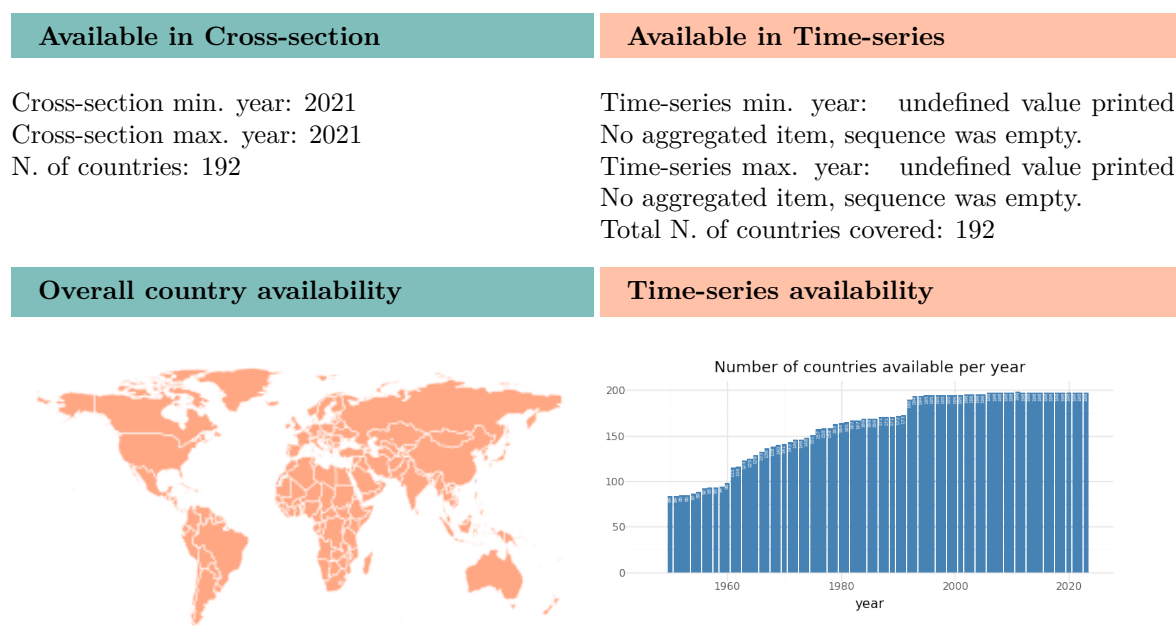 Available in Cross-section
Available in Time-series
Cross-section min. year: 2021
Cross-section max. year: 2021
N. of countries: 192
Time-series min. year: undefined value printed
No aggregated item, sequence was empty.
Time-series max. year: undefined value printed
No aggregated item, sequence was empty.
Total N. of countries covered: 192
Overall country availability
Time-series availability
Number of countries available per year
200
150
100
50
0
1960 1980 2000 2020
year